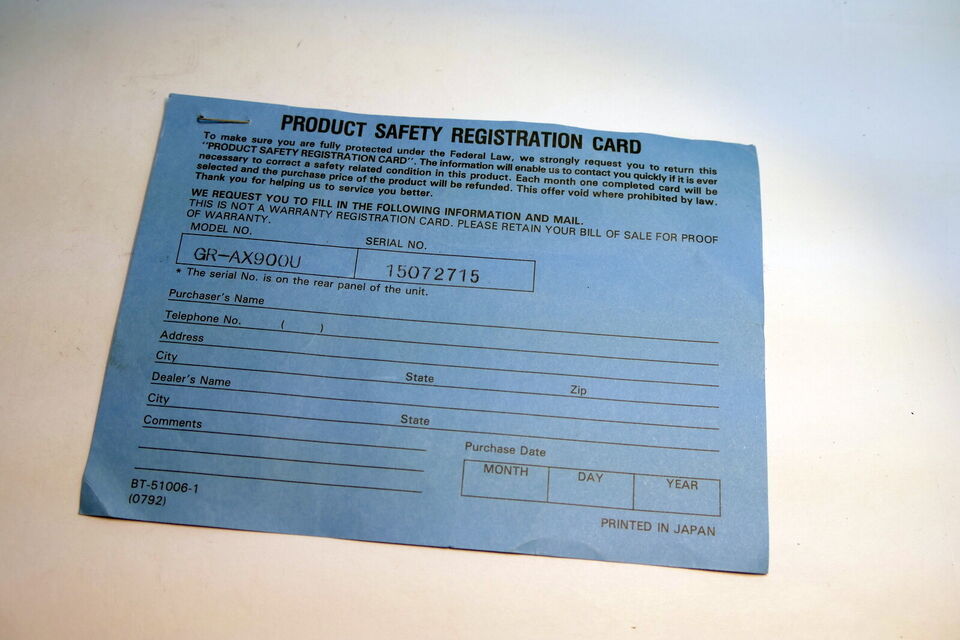 PRODUCT SAFETY REGISTRATION CARD
To make sure you are fully protected under the Federal Law, we strongly request you to return this
"PRODUCT SAFETY REGISTRATION CARD". The information will enable us to contact you quickly if it is ever
necessary to correct a safety related condition in this product. Each month one completed card will be
selected and the purchase price of the product will be refunded. This offer void where prohibited by law.
Thank you for helping us to service you better.
WE REQUEST YOU TO FILL IN THE FOLLOWING INFORMATION AND MAIL.
THIS IS NOT A WARRANTY REGISTRATION CARD. PLEASE RETAIN YOUR BILL OF SALE FOR PROOF
OF WARRANTY.
MODEL NO. SERIAL NO.
GR-AX900U 15072715
* The serial No. is on the rear panel of the unit.
Purchaser's Name
Telephone No. ( )
Address
City State Zip
Dealer's Name
City State
Comments
Purchase Date
MONTH DAY YEAR
BT-51006-1
(0792)
PRINTED IN JAPAN